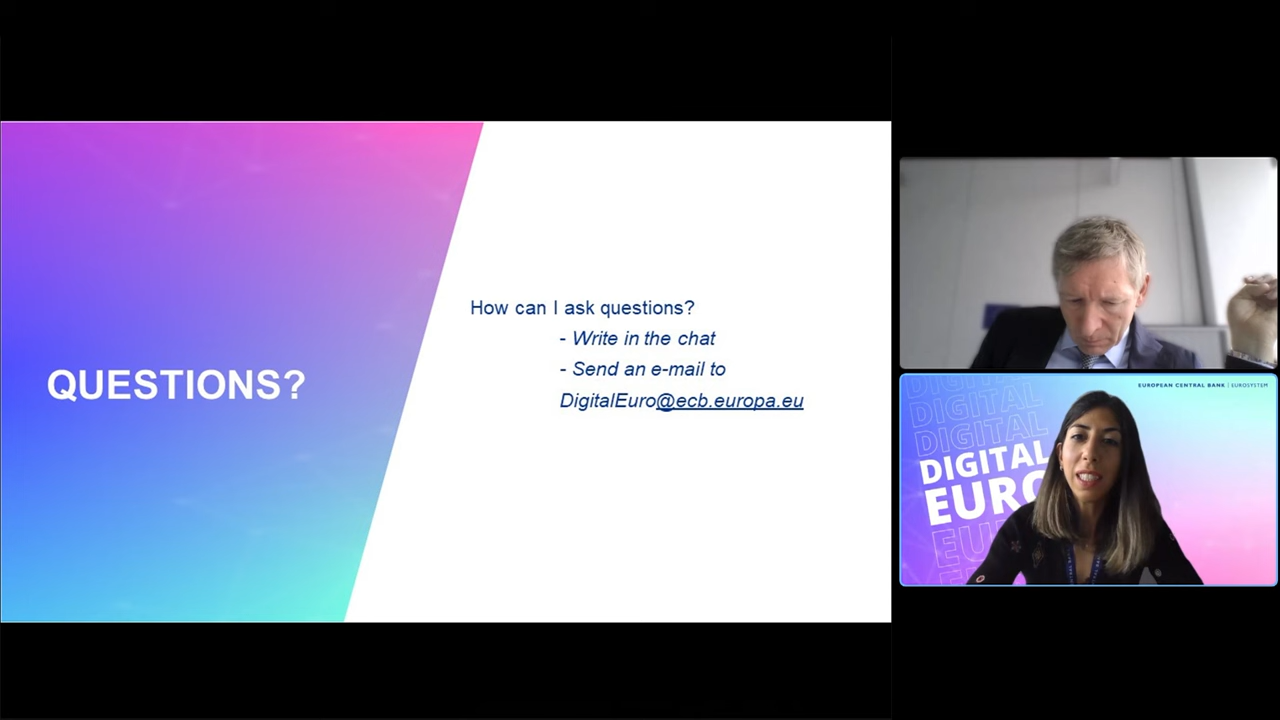 QUESTIONS?
How can I ask questions?
- Write in the chat
- Send an e-mail to
DigitalEuro@ecb.europa.eu
EUROPEAN CENTRAL BANK | EUROSYSTEM
DIGITAL
DIGITAL
DIGITAL
DIGITAL
EURO
EU